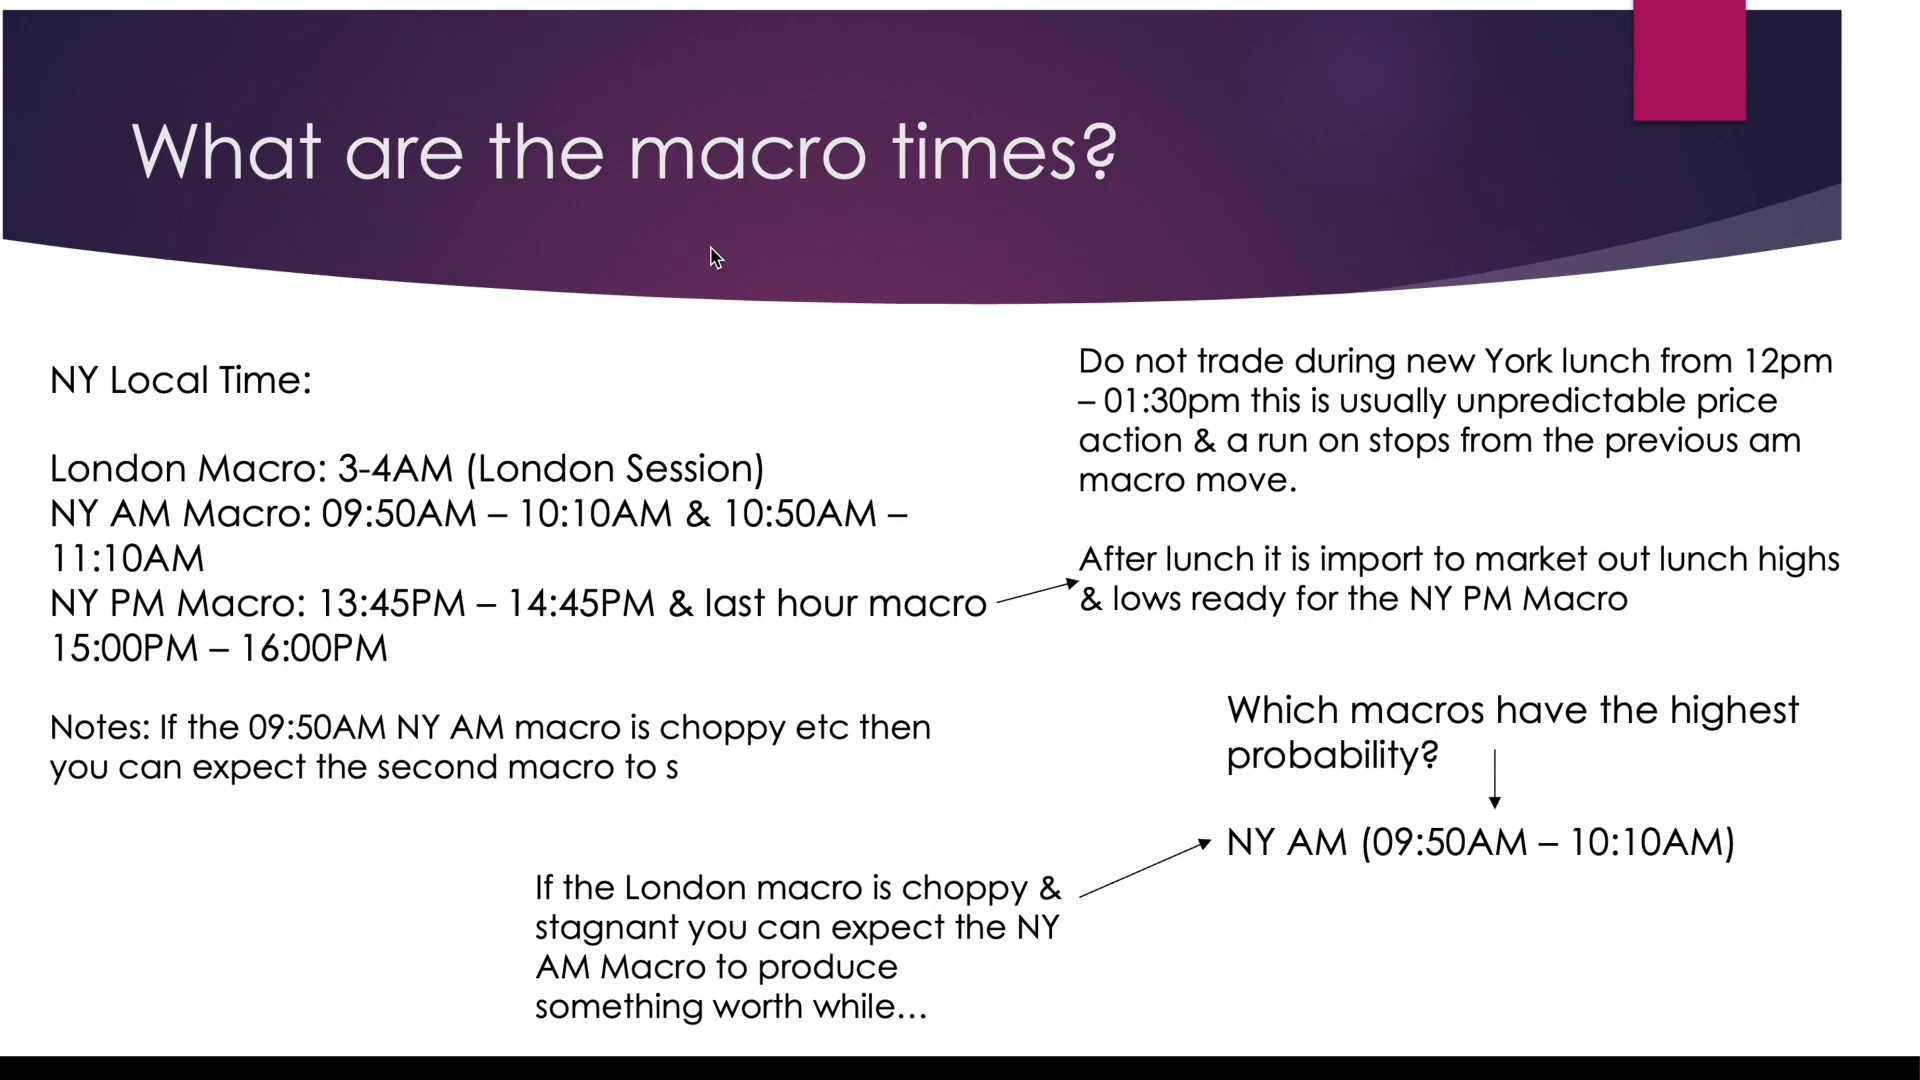 What are the macro times?
NY Local Time:
London Macro: 3-4AM (London Session)
NY AM Macro: 09:50AM – 10:10AM & 10:50AM –
11:10AM
NY PM Macro: 13:45PM – 14:45PM & last hour macro
15:00PM – 16:00PM
Notes: If the 09:50AM NY AM macro is choppy etc then
you can expect the second macro to s
Do not trade during new York lunch from 12pm
– 01:30pm this is usually unpredictable price
action & a run on stops from the previous am
macro move.
After lunch it is import to market out lunch highs
& lows ready for the NY PM Macro
Which macros have the highest
probability?
NY AM (09:50AM – 10:10AM)
If the London macro is choppy &
stagnant you can expect the NY
AM Macro to produce
something worth while…